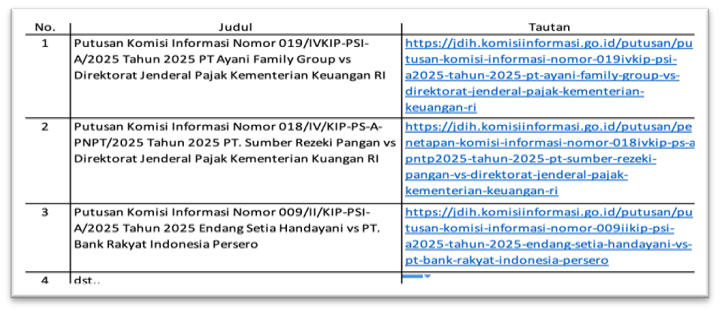 No. Judul Tautan
1 Putusan Komisi Informasi Nomor 019/IVKIP-PSI- https://jdih.komisiinformasi.go.id/putusan/pu
A/2025 Tahun 2025 PT Ayani Family Group vs tusan-komisi-informasi-nomor-019ivkip-psi-
Direktorat Jenderal Pajak Kementerian Keuangan RI a2025-tahun-2025-pt-ayani-family-group-vs-
direktorat-jenderal-pajak-kementerian-
keuangan-ri
2 Putusan Komisi Informasi Nomor 018/IV/KIP-PS-A- https://jdih.komisiinformasi.go.id/putusan/pe
PNPT/2025 Tahun 2025 PT. Sumber Rezeki Pangan vs netapan-komisi-informasi-nomor-018ivkip-ps-a
Direktorat Jenderal Pajak Kementerian Kuangan RI pntp2025-tahun-2025-pt-sumber-rezeki-
pangan-vs-direktorat-jenderal-pajak-
kementerian-keuangan-ri
3 Putusan Komisi Informasi Nomor 009/II/KIP-PSI- https://jdih.komisiinformasi.go.id/putusan/pu
A/2025 Tahun 2025 Endang Setia Handayani vs PT. tusan-komisi-informasi-nomor-009iikip-psi-
Bank Rakyat Indonesia Persero a2025-tahun-2025-endang-setia-handayani-vs-
pt-bank-rakyat-indonesia-persero
4 dst..